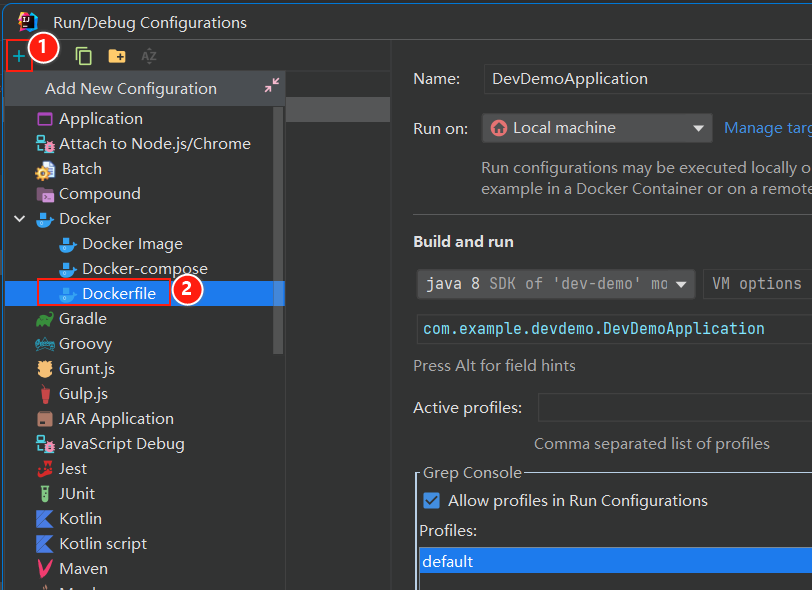 Run/Debug Configurations
1
Add New Configuration
Application
Attach to Node.js/Chrome
Batch
Compound
Docker
Docker Image
Docker-compose
Dockerfile
2
Gradle
Groovy
Grunt.js
Gulp.js
JAR Application
JavaScript Debug
Jest
JUnit
Kotlin
Kotlin script
Maven
Name: DevDemoApplication
Run on: Local machine Manage targ
Run configurations may be executed locally o
example in a Docker Container or on a remote
Build and run
java 8 SDK of 'dev-demo' mo VM options
com.example.devdemo.DevDemoApplication
Press Alt for field hints
Active profiles:
Comma separated list of profiles
Grep Console
Allow profiles in Run Configurations
Profiles:
default